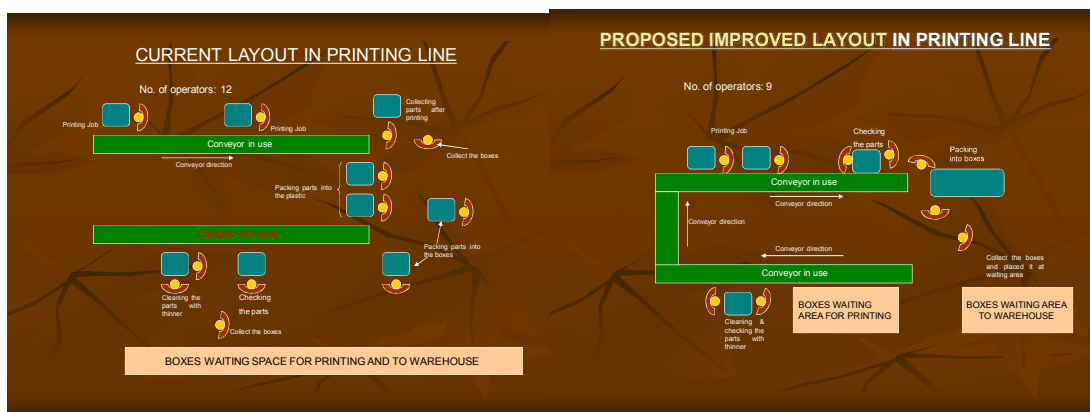 CURRENT LAYOUT IN PRINTING LINE
No. of operators: 12
Printing Job
Printing Job
Collecting
parts after
printing
Conveyor in use
Conveyor direction
Collect the boxes
Packing parts into
the plastic
Conveyor not in use
Packing parts into
the boxes
Cleaning the
parts with
thinner
Checking
the parts
Collect the boxes
BOXES WAITING SPACE FOR PRINTING AND TO WAREHOUSE
PROPOSED IMPROVED LAYOUT IN PRINTING LINE
No. of operators: 9
Printing Job
Checking
the parts
Packing
into boxes
Conveyor in use
Conveyor direction
Conveyor direction
Conveyor direction
Conveyor in use
Collect the boxes
and placed it at
waiting area
Cleaning &
checking the
parts with
thinner
BOXES WAITING
AREA FOR PRINTING
BOXES WAITING AREA
TO WAREHOUSE